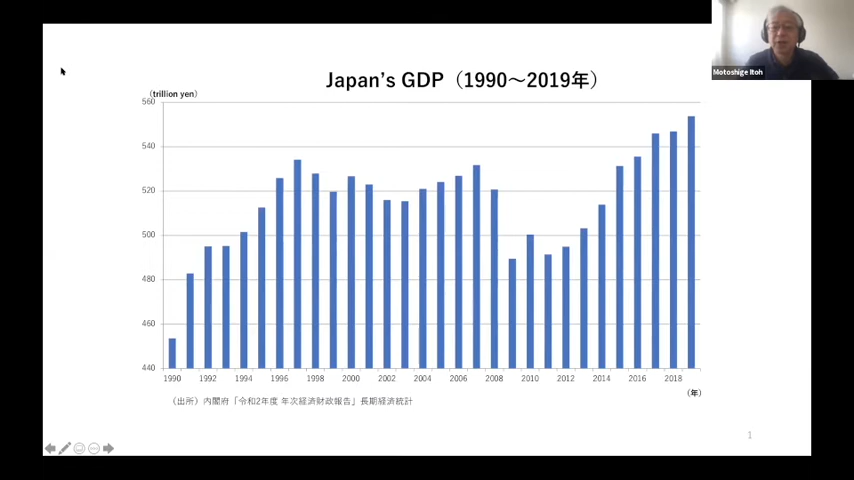 Motoshige Itoh
Japan's GDP（1990～2019年）
（trillion yen）
560
540
520
500
480
460
440
1990 1992 1994 1996 1998 2000 2002 2004 2006 2008 2010 2012 2014 2016 2018
（年）
（出所）内閣府「令和2年度 年次経済財政報告」長期経済統計
1